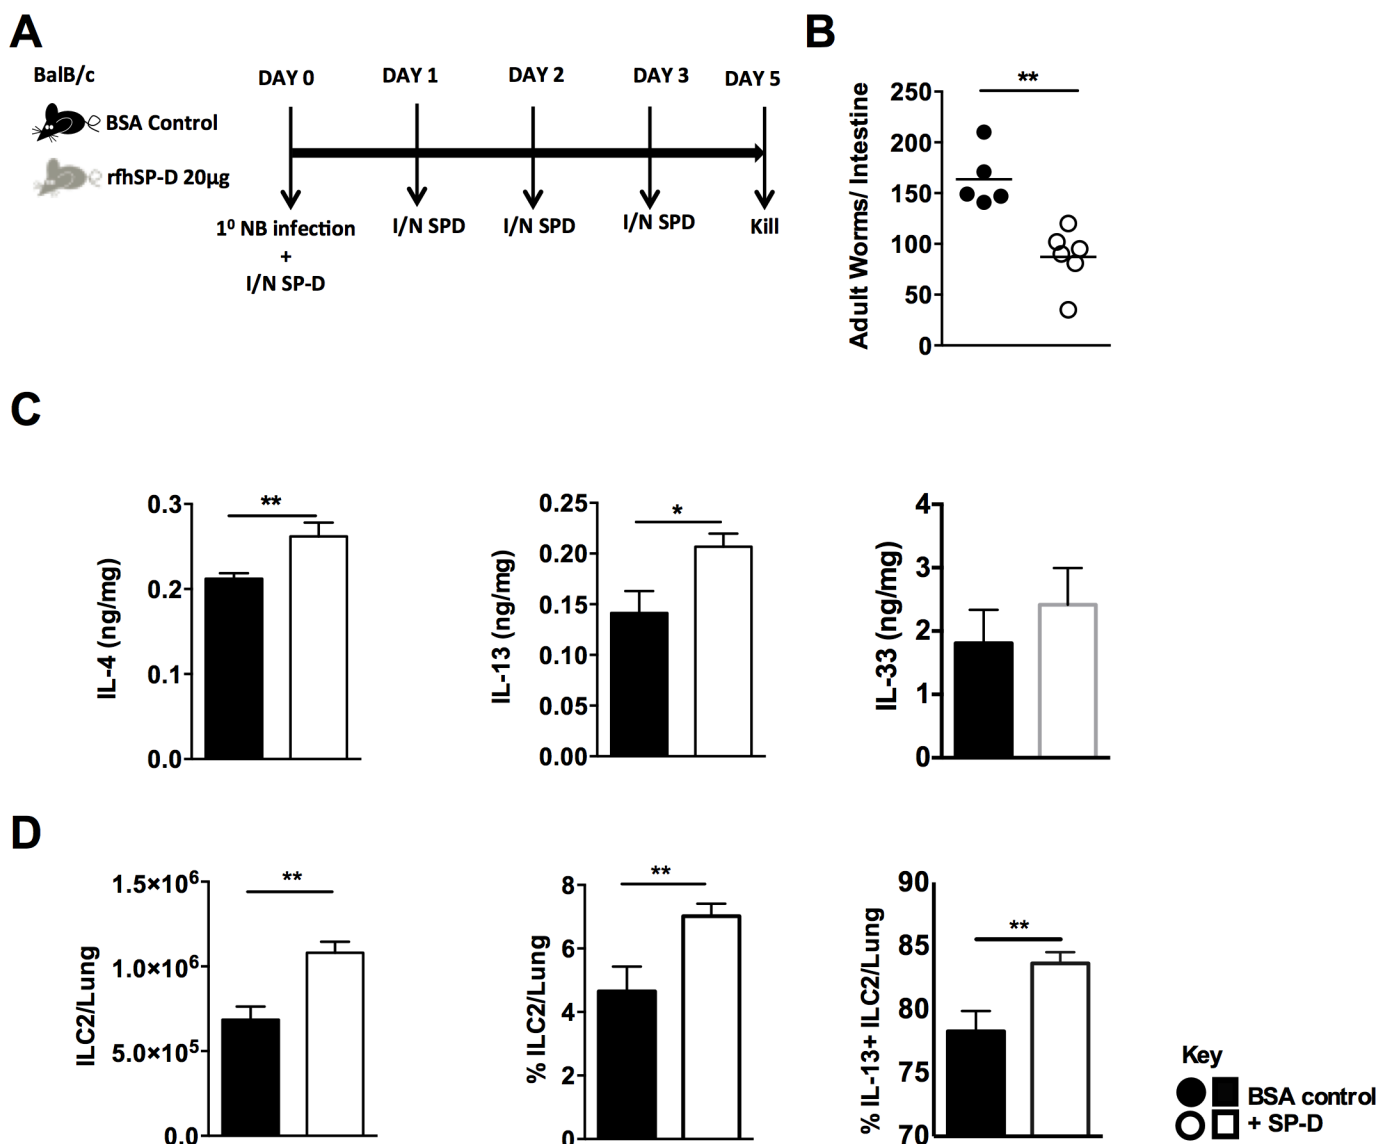 A
BalB/c
BSA Control
rfhSP-D 20µg
DAY 0
DAY 1
DAY 2
DAY 3
DAY 5
1⁰ NB infection
+
I/N SP-D
I/N SPD
I/N SPD
I/N SPD
Kill
B
**
Adult Worms/ Intestine
250
200
150
100
50
0
C
**
IL-4 (ng/mg)
0.3
0.2
0.1
0.0
*
IL-13 (ng/mg)
0.25
0.20
0.15
0.10
0.05
0.00
IL-33 (ng/mg)
4
3
2
1
0
D
**
ILC2/Lung
1.5×10⁶
1.0×10⁶
5.0×10⁵
0.0
**
% ILC2/Lung
8
6
4
2
0
**
% IL-13+ ILC2/Lung
90
85
80
75
70
Key
BSA control
+ SP-D